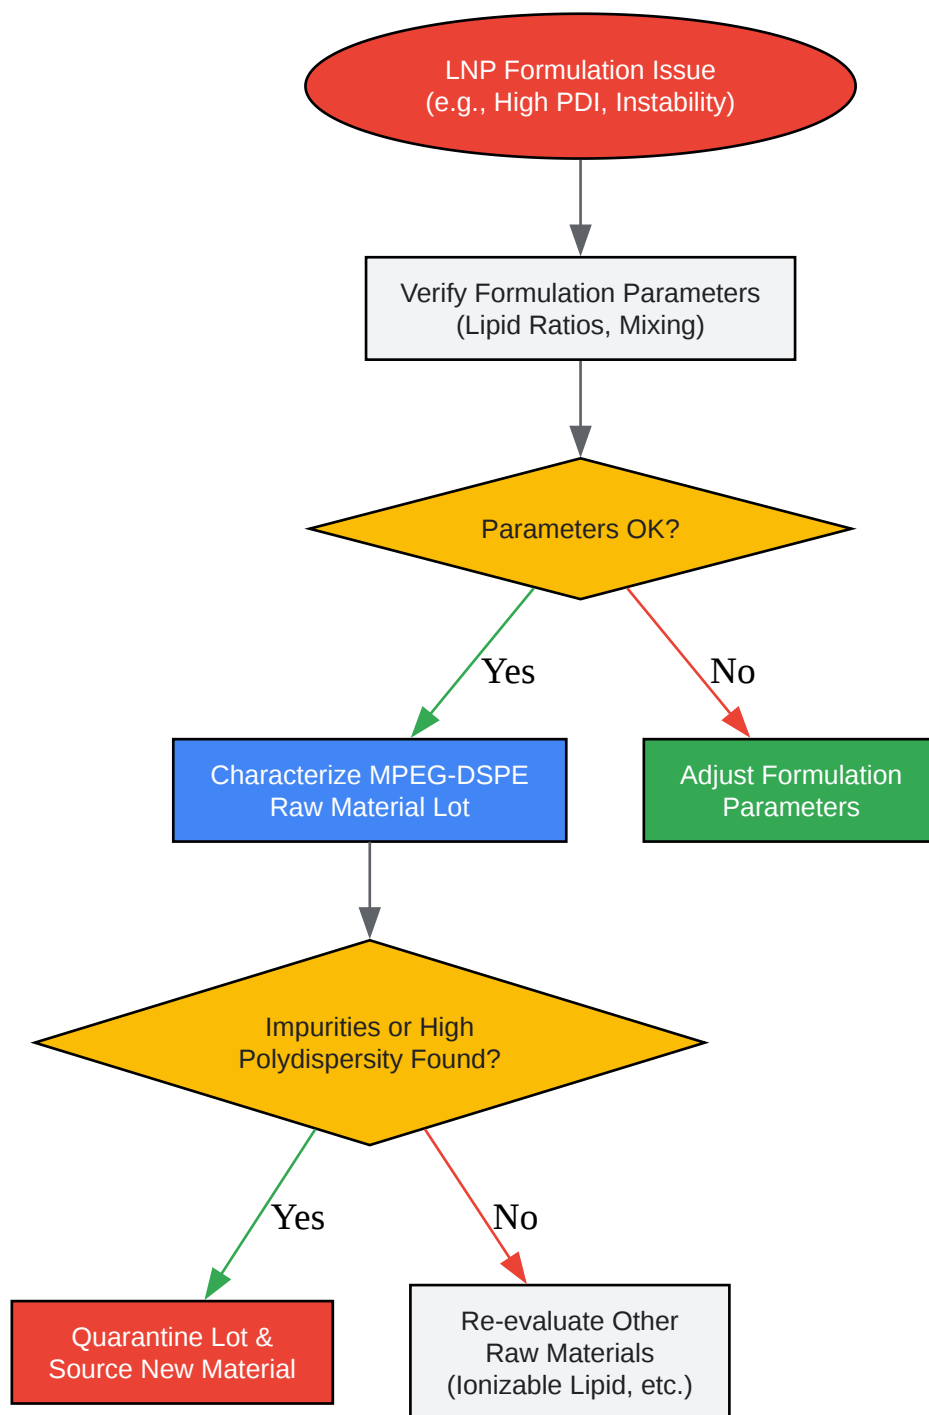 LNP Formulation Issue
(e.g., High PDI, Instability)
Verify Formulation Parameters
(Lipid Ratios, Mixing)
Parameters OK?
Yes
No
Characterize MPEG-DSPE
Raw Material Lot
Adjust Formulation
Parameters
Impurities or High
Polydispersity Found?
Yes
No
Quarantine Lot &
Source New Material
Re-evaluate Other
Raw Materials
(Ionizable Lipid, etc.)